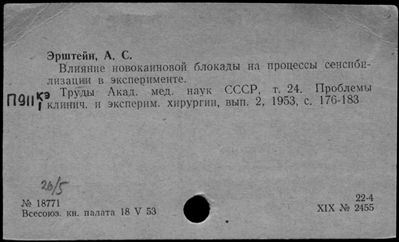 Эрштейн, А. С.
Влияние новокаиновой блокады на процессы сенсиби-
лизации в эксперименте.
Труды Акад. мед. наук СССР, т. 24. Проблемы
клинич. и эксперим. хирургии, вып. 2, 1953, с. 176-183
П911
кэ
26/5
№ 18771
Всесоюз. кн. палата 18 V 53
22-4
XIX № 2455